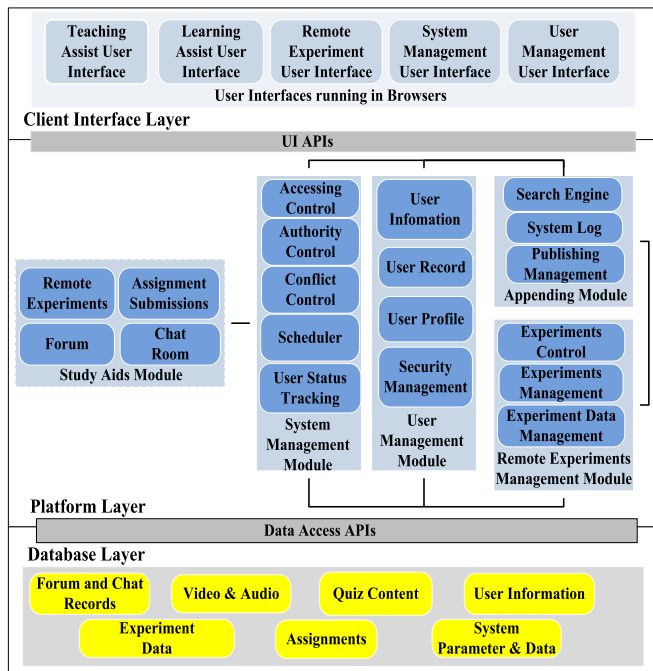 Teaching
Assist User
Interface
Learning
Assist User
Interface
Remote
Experiment
User Interface
System
Management
User Interface
User
Management
User Interface
User Interfaces running in Browsers
Client Interface Layer
UI APIs
Remote
Experiments
Assignment
Submissions
Forum
Chat
Room
Study Aids Module
Accessing
Control
Authority
Control
Conflict
Control
Scheduler
User Status
Tracking
System
Management
Module
User
Infomation
User Record
User Profile
Security
Management
User
Management
Module
Search Engine
System Log
Publishing
Management
Appending Module
Experiments
Control
Experiments
Management
Experiment Data
Management
Remote Experiments
Management Module
Platform Layer
Data Access APIs
Database Layer
Forum and Chat
Records
Video & Audio
Quiz Content
User Information
Experiment
Data
Assignments
System
Parameter & Data